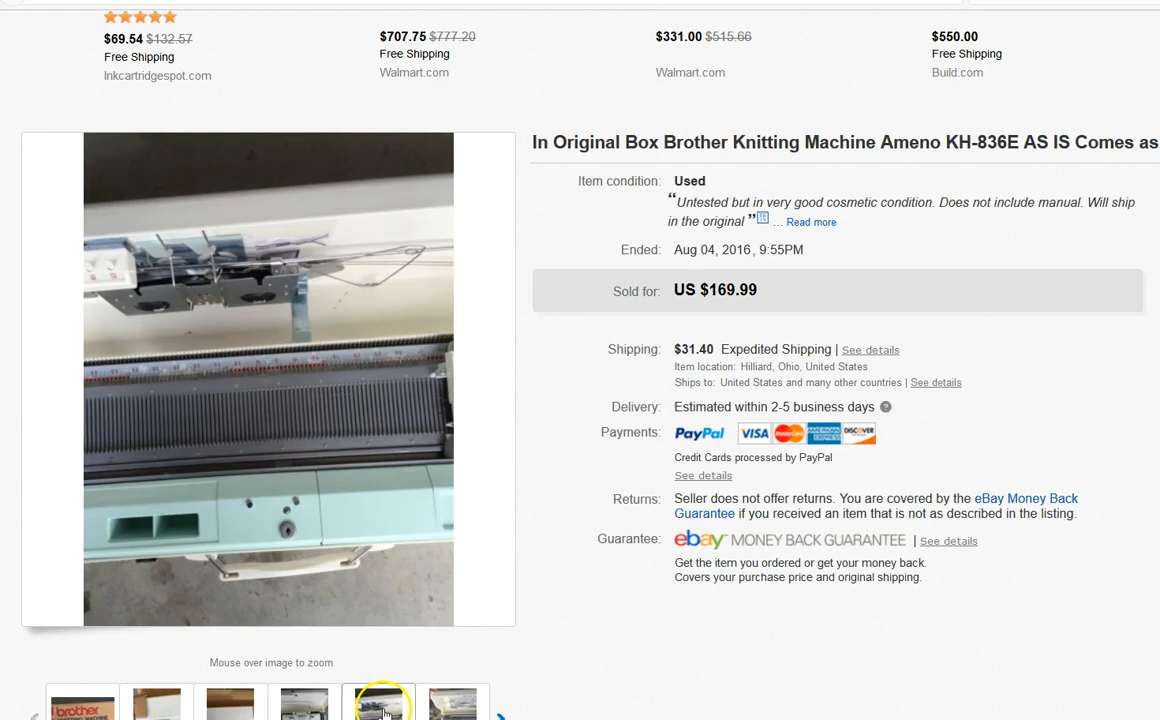 $69.54 $132.57
Free Shipping
Inkcartridgespot.com
$707.75 $777.20
Free Shipping
Walmart.com
$331.00 $515.66
Walmart.com
$550.00
Free Shipping
Build.com
In Original Box Brother Knitting Machine Ameno KH-836E AS IS Comes as
Item condition: Used
“Untested but in very good cosmetic condition. Does not include manual. Will ship
in the original ” ... Read more
Ended: Aug 04, 2016 , 9:55PM
Sold for: US $169.99
Shipping: $31.40 Expedited Shipping | See details
Item location: Hilliard, Ohio, United States
Ships to: United States and many other countries | See details
Delivery: Estimated within 2-5 business days ?
Payments: PayPal VISA MasterCard AMERICAN EXPRESS DISCOVER
Credit Cards processed by PayPal
See details
Returns: Seller does not offer returns. You are covered by the eBay Money Back
Guarantee if you received an item that is not as described in the listing.
Guarantee: ebay MONEY BACK GUARANTEE | See details
Get the item you ordered or get your money back.
Covers your purchase price and original shipping.
Mouse over image to zoom
brother